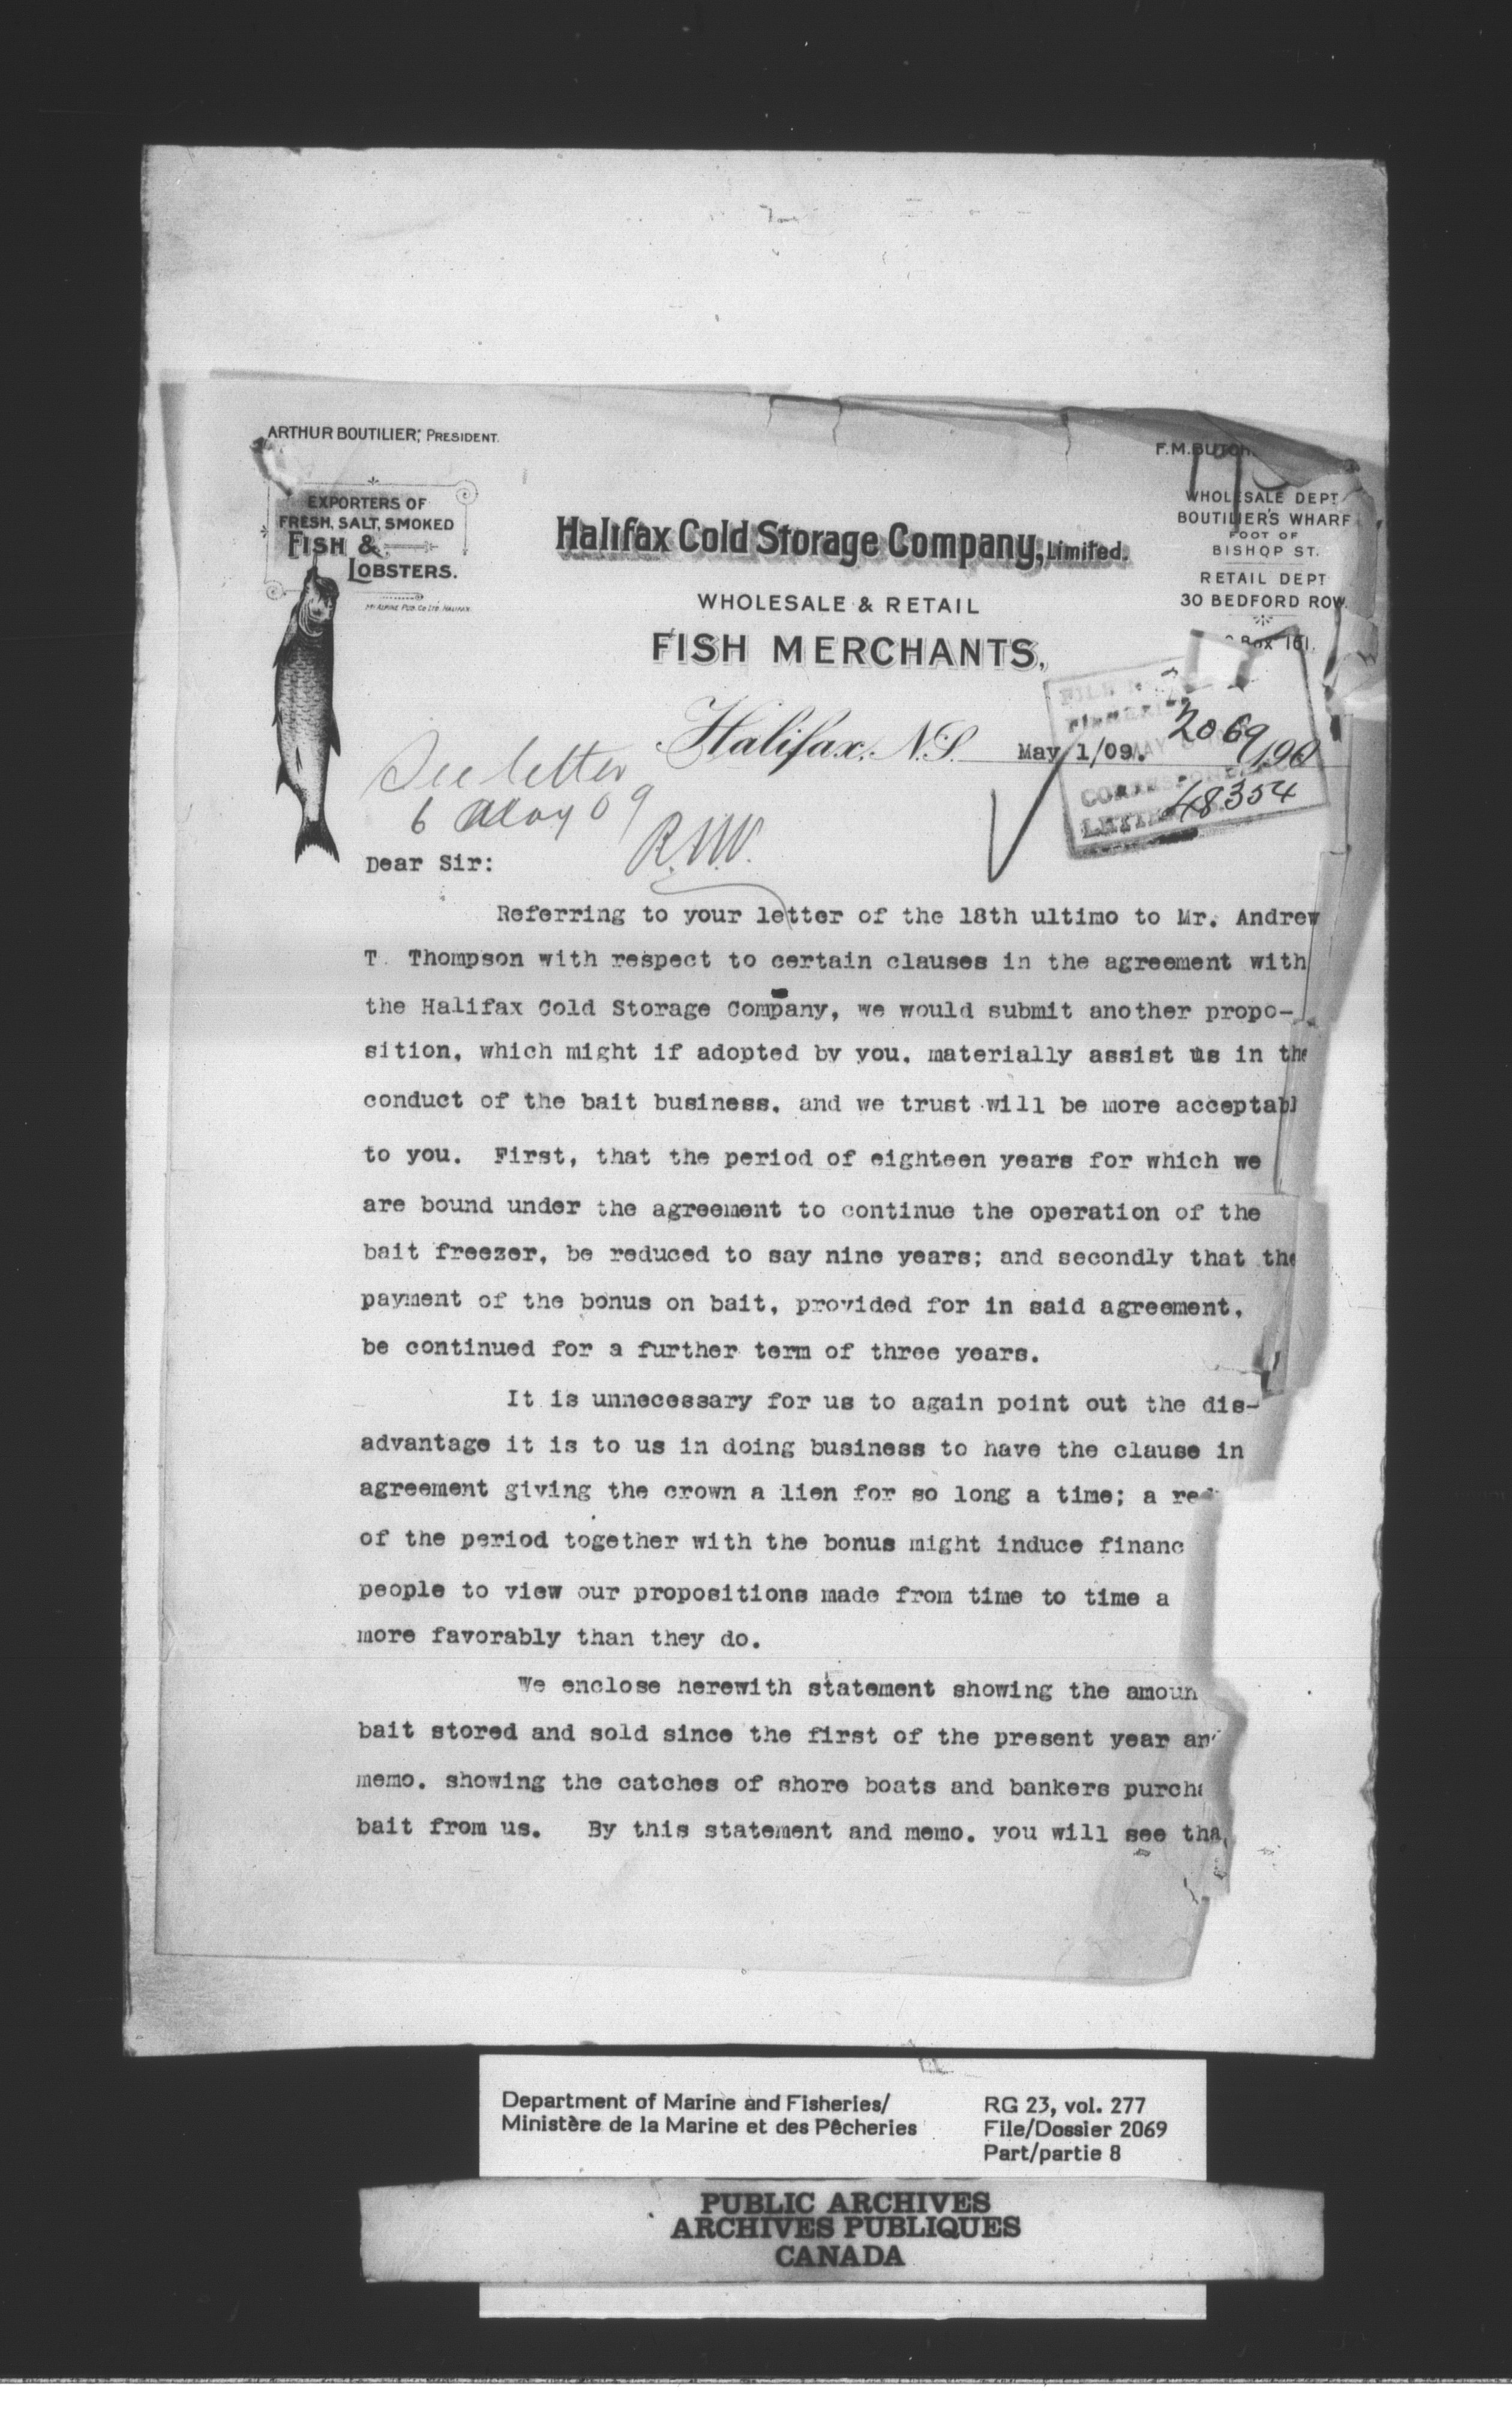 ARTHUR BOUTILIER, PRESIDENT.
F.M.BUTCH
EXPORTERS OF
FRESH, SALT, SMOKED
FISH &
LOBSTERS.
WHOLESALE DEPT
BOUTILIER'S WHARF
FOOT OF
BISHOP ST.
RETAIL DEPT
30 BEDFORD ROW.
Box 161.
Halifax Cold Storage Company, Limited.
WHOLESALE & RETAIL
FISH MERCHANTS,
Halifax, N.S. May 1/09. 190
FILE
2069
CORRESPONDENCE
48354
See letter
6 May 09
R.N.V.
Dear Sir:
Referring to your letter of the 18th ultimo to Mr. Andrew
T. Thompson with respect to certain clauses in the agreement with
the Halifax Cold Storage Company, we would submit another propo-
sition, which might if adopted by you, materially assist us in the
conduct of the bait business, and we trust will be more acceptabl
to you. First, that the period of eighteen years for which we
are bound under the agreement to continue the operation of the
bait freezer, be reduced to say nine years; and secondly that the
payment of the bonus on bait, provided for in said agreement,
be continued for a further term of three years.
It is unnecessary for us to again point out the dis-
advantage it is to us in doing business to have the clause in
agreement giving the crown a lien for so long a time; a red
of the period together with the bonus might induce financ
people to view our propositions made from time to time a
more favorably than they do.
We enclose herewith statement showing the amoun
bait stored and sold since the first of the present year an
memo. showing the catches of shore boats and bankers purcha
bait from us. By this statement and memo. you will see tha
Department of Marine and Fisheries/
Ministère de la Marine et des Pêcheries
RG 23, vol. 277
File/Dossier 2069
Part/partie 8
PUBLIC ARCHIVES
ARCHIVES PUBLIQUES
CANADA